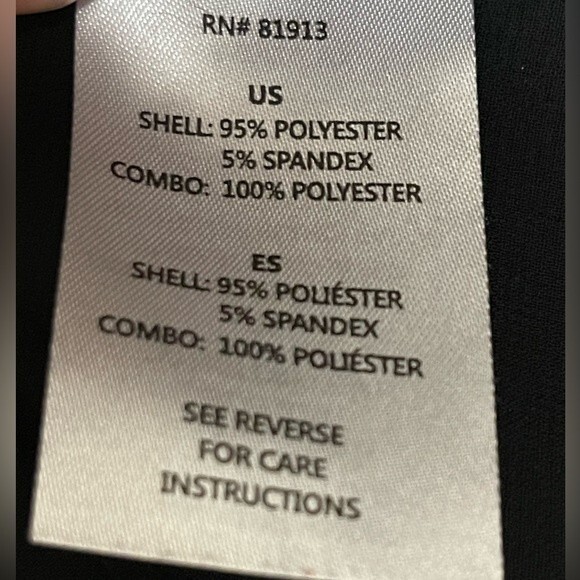 RN# 81913
US
SHELL: 95% POLYESTER
5% SPANDEX
COMBO: 100% POLYESTER
ES
SHELL: 95% POLIÉSTER
5% SPANDEX
COMBO: 100% POLIÉSTER
SEE REVERSE
FOR CARE
INSTRUCTIONS